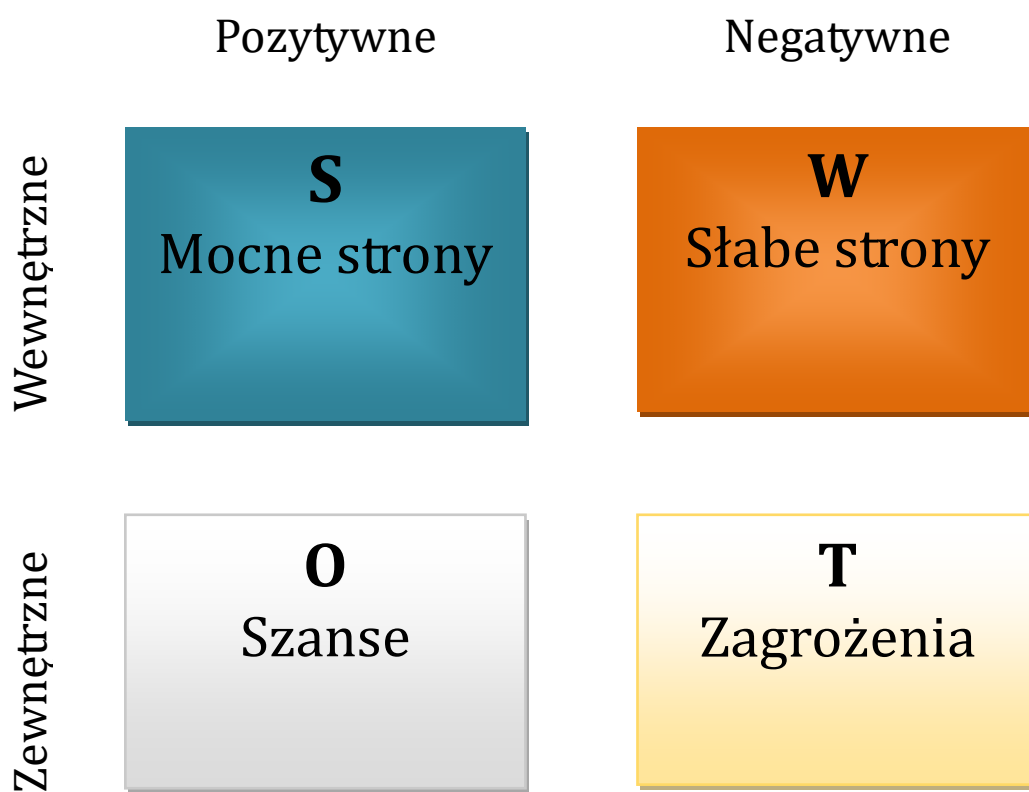 Pozytywne
Negatywne
Wewnętrzne
S
Mocne strony
W
Słabe strony
Zewnętrzne
O
Szanse
T
Zagrożenia